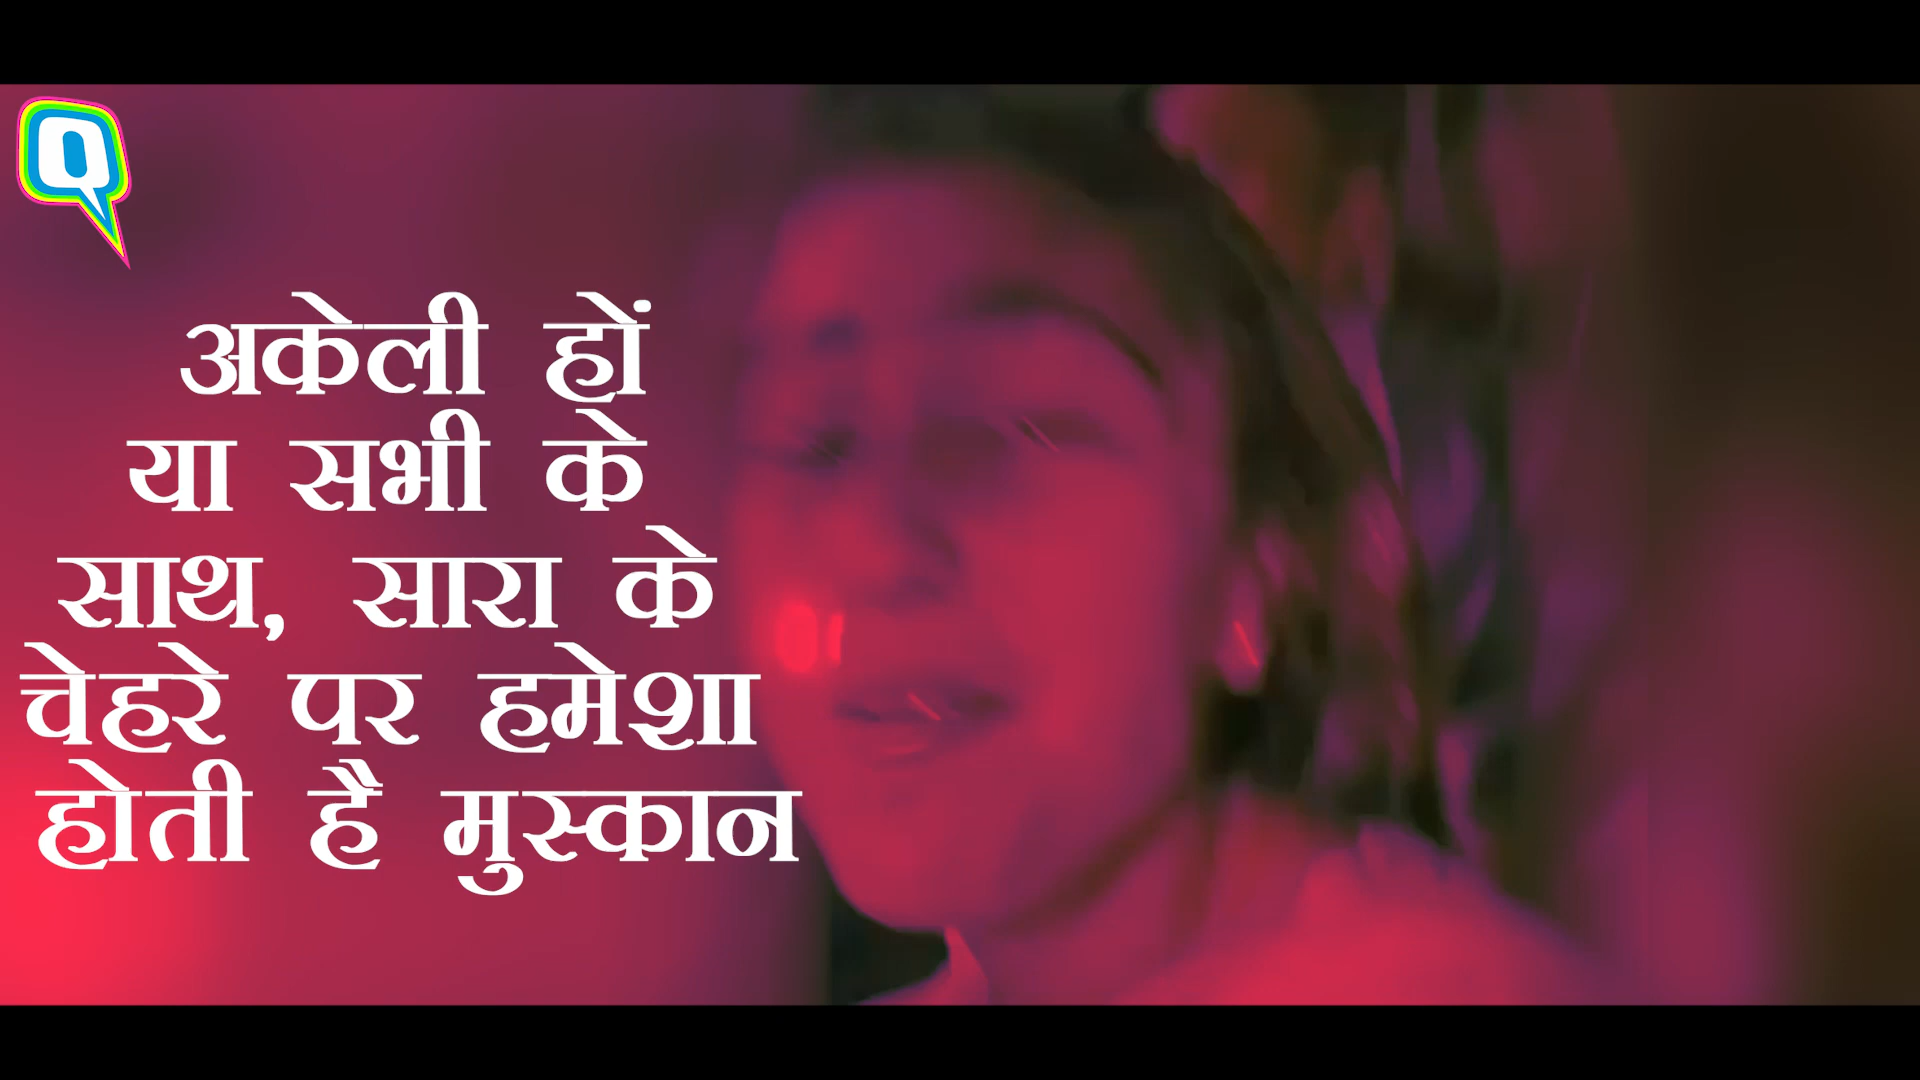 Q
अकेली हों
या सभी के
साथ, सारा के
चेहरे पर हमेशा
होती है मुस्कान